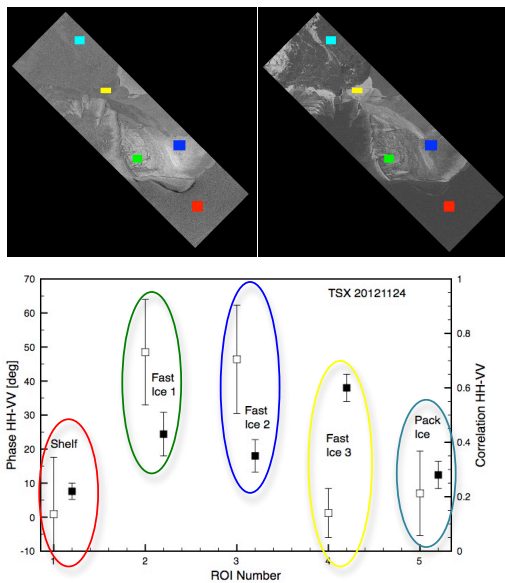 70
60
50
40
30
20
10
0
-10
Phase HH-VV [deg]
TSX 20121124
Shelf
Fast
Ice 1
Fast
Ice 2
Fast
Ice 3
Pack
Ice
1
0.8
0.6
0.4
0.2
0
Correlation HH-VV
1 2 3 4 5
ROI Number